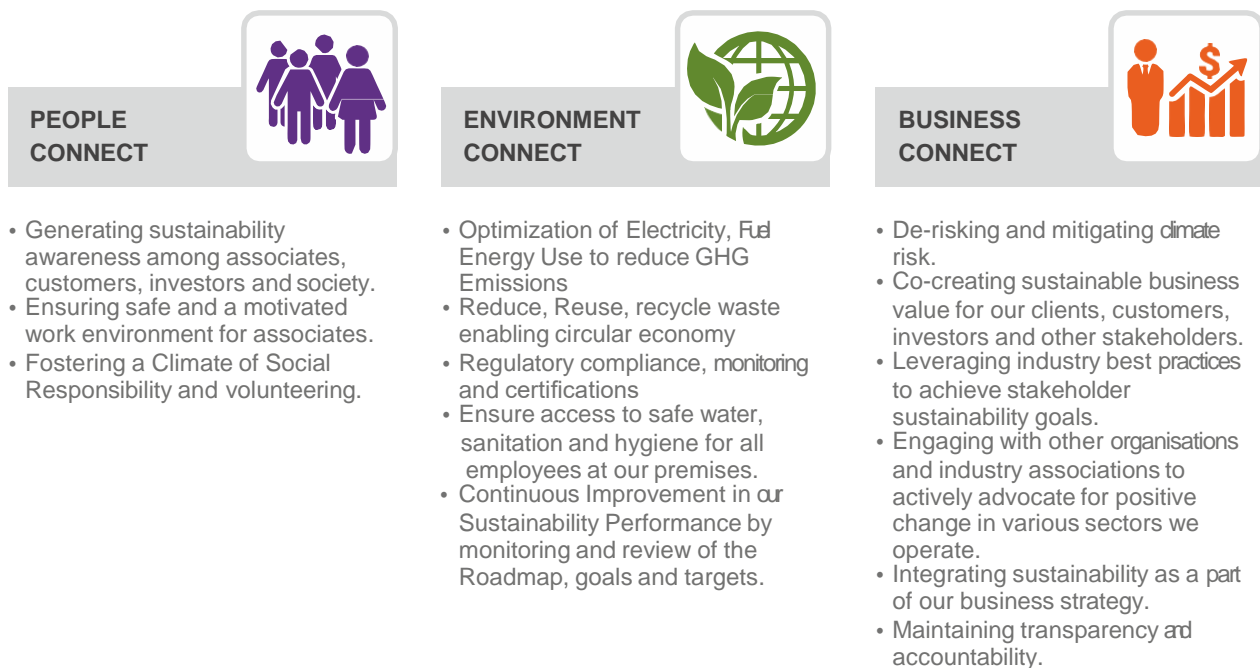 PEOPLE
CONNECT
• Generating sustainability
awareness among associates,
customers, investors and society.
• Ensuring safe and a motivated
work environment for associates.
• Fostering a Climate of Social
Responsibility and volunteering.
ENVIRONMENT
CONNECT
• Optimization of Electricity, Fuel
Energy Use to reduce GHG
Emissions
• Reduce, Reuse, recycle waste
enabling circular economy
• Regulatory compliance, monitoring
and certifications
• Ensure access to safe water,
sanitation and hygiene for all
employees at our premises.
• Continuous Improvement in our
Sustainability Performance by
monitoring and review of the
Roadmap, goals and targets.
$
BUSINESS
CONNECT
• De-risking and mitigating climate
risk.
• Co-creating sustainable business
value for our clients, customers,
investors and other stakeholders.
• Leveraging industry best practices
to achieve stakeholder
sustainability goals.
• Engaging with other organisations
and industry associations to
actively advocate for positive
change in various sectors we
operate.
• Integrating sustainability as a part
of our business strategy.
• Maintaining transparency and
accountability.